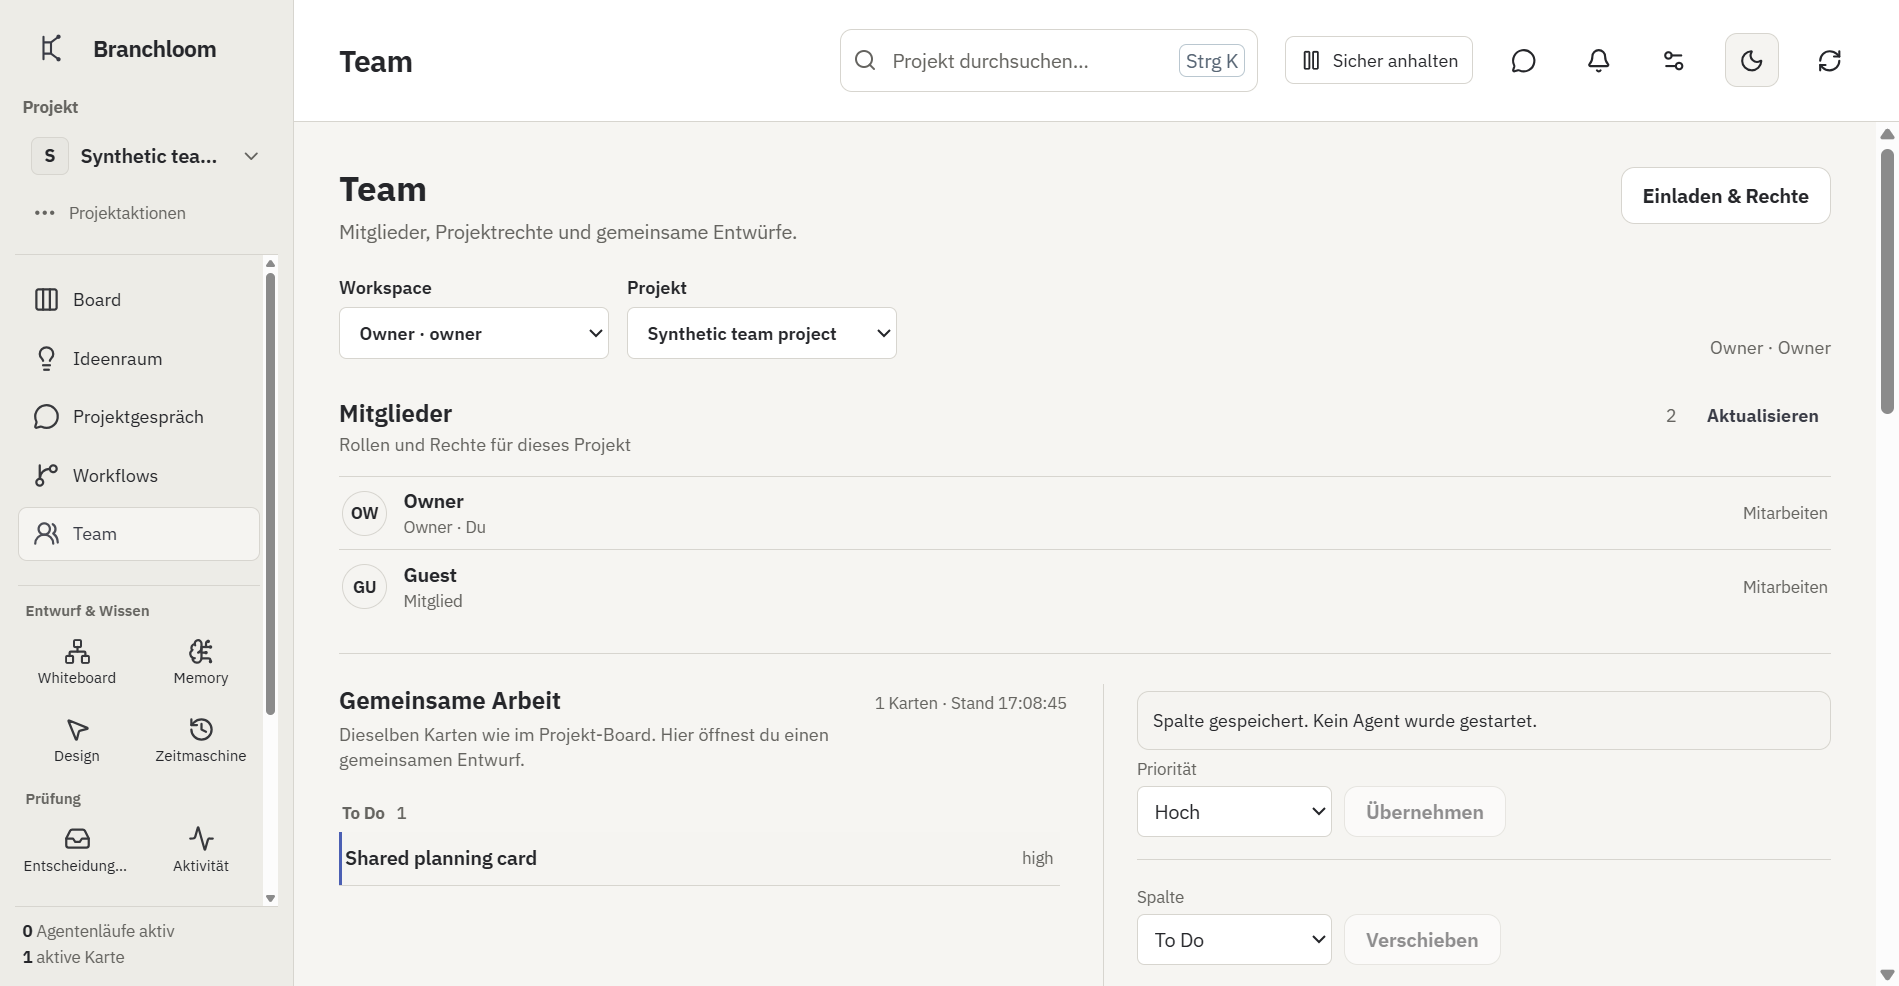 Branchloom
Projekt
S Synthetic tea...
Projektaktionen
Board
Ideenraum
Projektgespräch
Workflows
Team
Entwurf & Wissen
Whiteboard Memory
Design Zeitmaschine
Prüfung
Entscheidung... Aktivität
0 Agentenläufe aktiv
1 aktive Karte
Team
Projekt durchsuchen... Strg K
Sicher anhalten
Team
Einladen & Rechte
Mitglieder, Projektrechte und gemeinsame Entwürfe.
Workspace Projekt
Owner · owner Synthetic team project
Owner · Owner
Mitglieder
2 Aktualisieren
Rollen und Rechte für dieses Projekt
OW Owner
Owner · Du
Mitarbeiten
GU Guest
Mitglied
Mitarbeiten
Gemeinsame Arbeit
1 Karten · Stand 17:08:45
Dieselben Karten wie im Projekt-Board. Hier öffnest du einen
gemeinsamen Entwurf.
To Do 1
Shared planning card high
Spalte gespeichert. Kein Agent wurde gestartet.
Priorität
Hoch Übernehmen
Spalte
To Do Verschieben